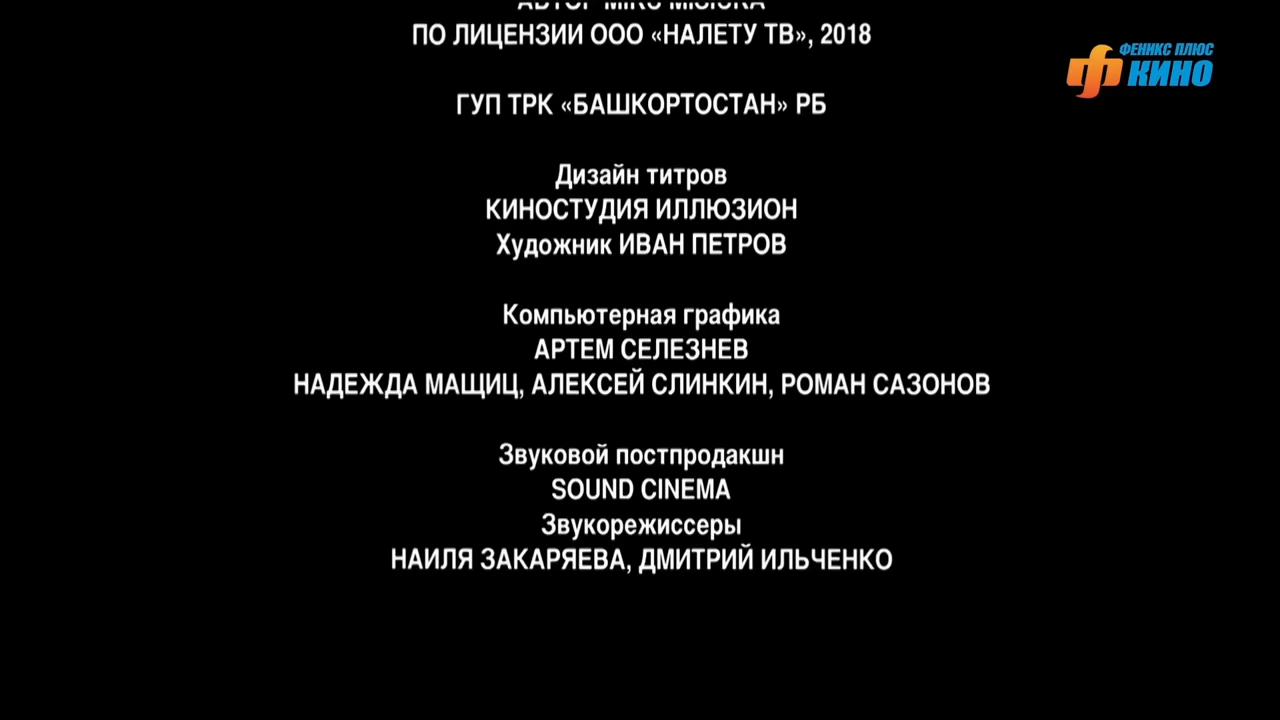 ПО ЛИЦЕНЗИИ ООО «НАЛЕТУ ТВ», 2018
ФЕНИКС ПЛЮС
КИНО
ГУП ТРК «БАШКОРТОСТАН» РБ
Дизайн титров
КИНОСТУДИЯ ИЛЛЮЗИОН
Художник ИВАН ПЕТРОВ
Компьютерная графика
АРТЕМ СЕЛЕЗНЕВ
НАДЕЖДА МАЩИЦ, АЛЕКСЕЙ СЛИНКИН, РОМАН САЗОНОВ
Звуковой постпродакшн
SOUND CINEMA
Звукорежиссеры
НАИЛЯ ЗАКАРЯЕВА, ДМИТРИЙ ИЛЬЧЕНКО